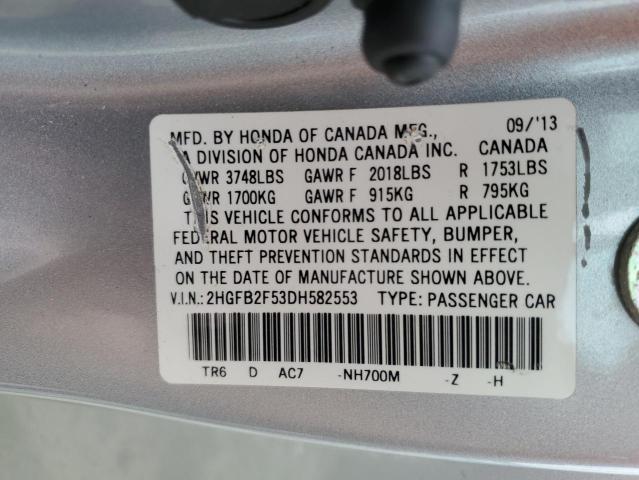 MFD. BY HONDA OF CANADA MFG., 09/'13
A DIVISION OF HONDA CANADA INC. CANADA
GVWR 3748LBS GAWR F 2018LBS R 1753LBS
GVWR 1700KG GAWR F 915KG R 795KG
THIS VEHICLE CONFORMS TO ALL APPLICABLE
FEDERAL MOTOR VEHICLE SAFETY, BUMPER,
AND THEFT PREVENTION STANDARDS IN EFFECT
ON THE DATE OF MANUFACTURE SHOWN ABOVE.
V.I.N.: 2HGFB2F53DH582553 TYPE: PASSENGER CAR
TR6 D AC7 -NH700M -Z -H